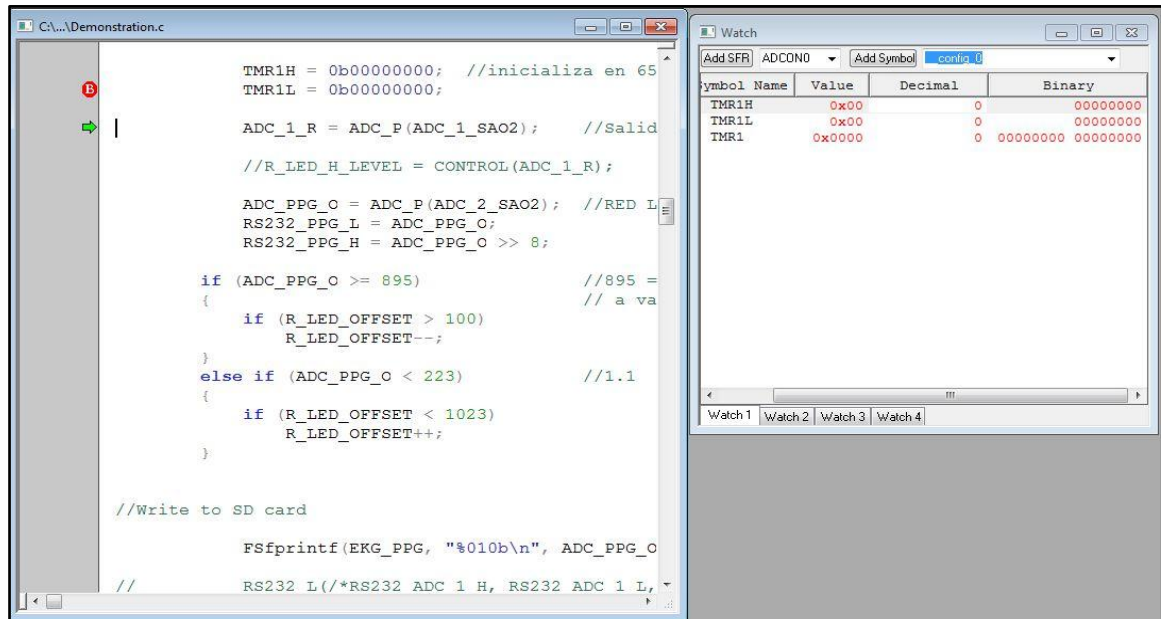 C:\...\Demonstration.c
TMR1H = 0b00000000; //inicializa en 65
B
TMR1L = 0b00000000;
ADC_1_R = ADC_P(ADC_1_SAO2); //Salid
//R_LED_H_LEVEL = CONTROL(ADC_1_R);
ADC_PPG_O = ADC_P(ADC_2_SAO2); //RED L
RS232_PPG_L = ADC_PPG_O;
RS232_PPG_H = ADC_PPG_O >> 8;
if (ADC_PPG_O >= 895) //895 =
{ // a va
if (R_LED_OFFSET > 100)
R_LED_OFFSET--;
}
else if (ADC_PPG_O < 223) //1.1
{
if (R_LED_OFFSET < 1023)
R_LED_OFFSET++;
}
//Write to SD card
FSfprintf(EKG_PPG, "%010b\n", ADC_PPG_O
// RS232_L(/*RS232_ADC_1_H, RS232_ADC_1_L,
Watch
Add SFR ADCON0 Add Symbol __config_0
ymbol Name Value Decimal Binary
TMR1H 0x00 0 00000000
TMR1L 0x00 0 00000000
TMR1 0x0000 0 00000000 00000000
Watch 1 Watch 2 Watch 3 Watch 4